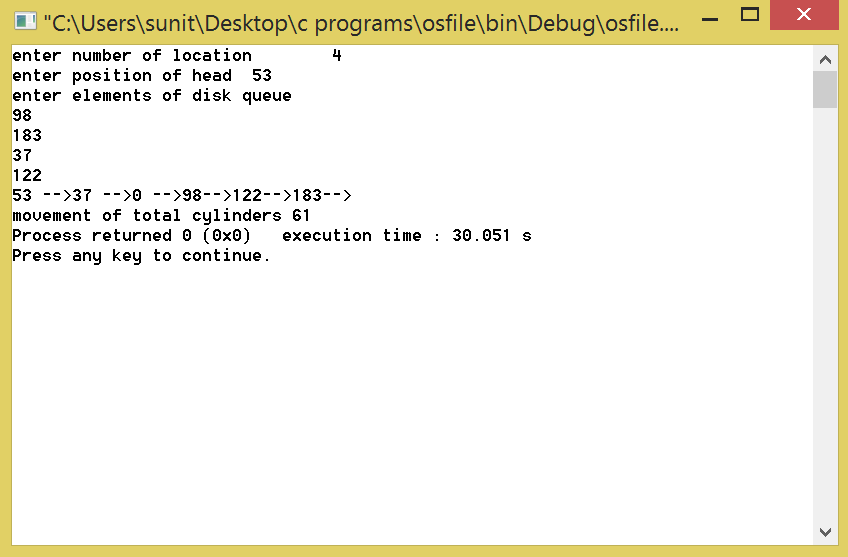 "C:\Users\sunit\Desktop\c programs\osfile\bin\Debug\osfile....
enter number of location        4
enter position of head  53
enter elements of disk queue
98
183
37
122
53 -->37 -->0 -->98-->122-->183-->
movement of total cylinders 61
Process returned 0 (0x0)   execution time : 30.051 s
Press any key to continue.